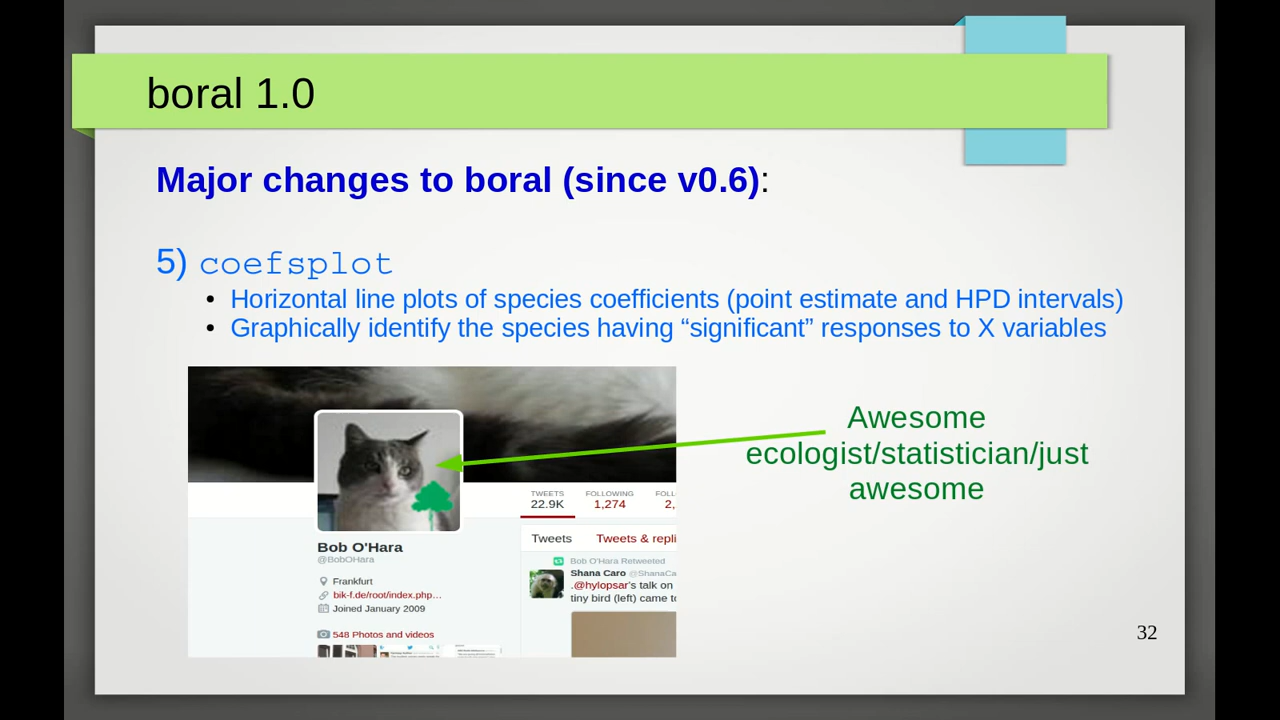 boral 1.0
Major changes to boral (since v0.6):
5) coefsplot
• Horizontal line plots of species coefficients (point estimate and HPD intervals)
• Graphically identify the species having “significant” responses to X variables
Awesome
ecologist/statistician/just
awesome
TWEETS FOLLOWING FOLL
22.9K 1,274 2,
Tweets Tweets & repli
Bob O'Hara
@BobOHara
Frankfurt
bik-f.de/root/index.php…
Joined January 2009
548 Photos and videos
Bob O'Hara Retweeted
Shana Caro @ShanaCa
.@hylopsar's talk on
tiny bird (left) came to
32